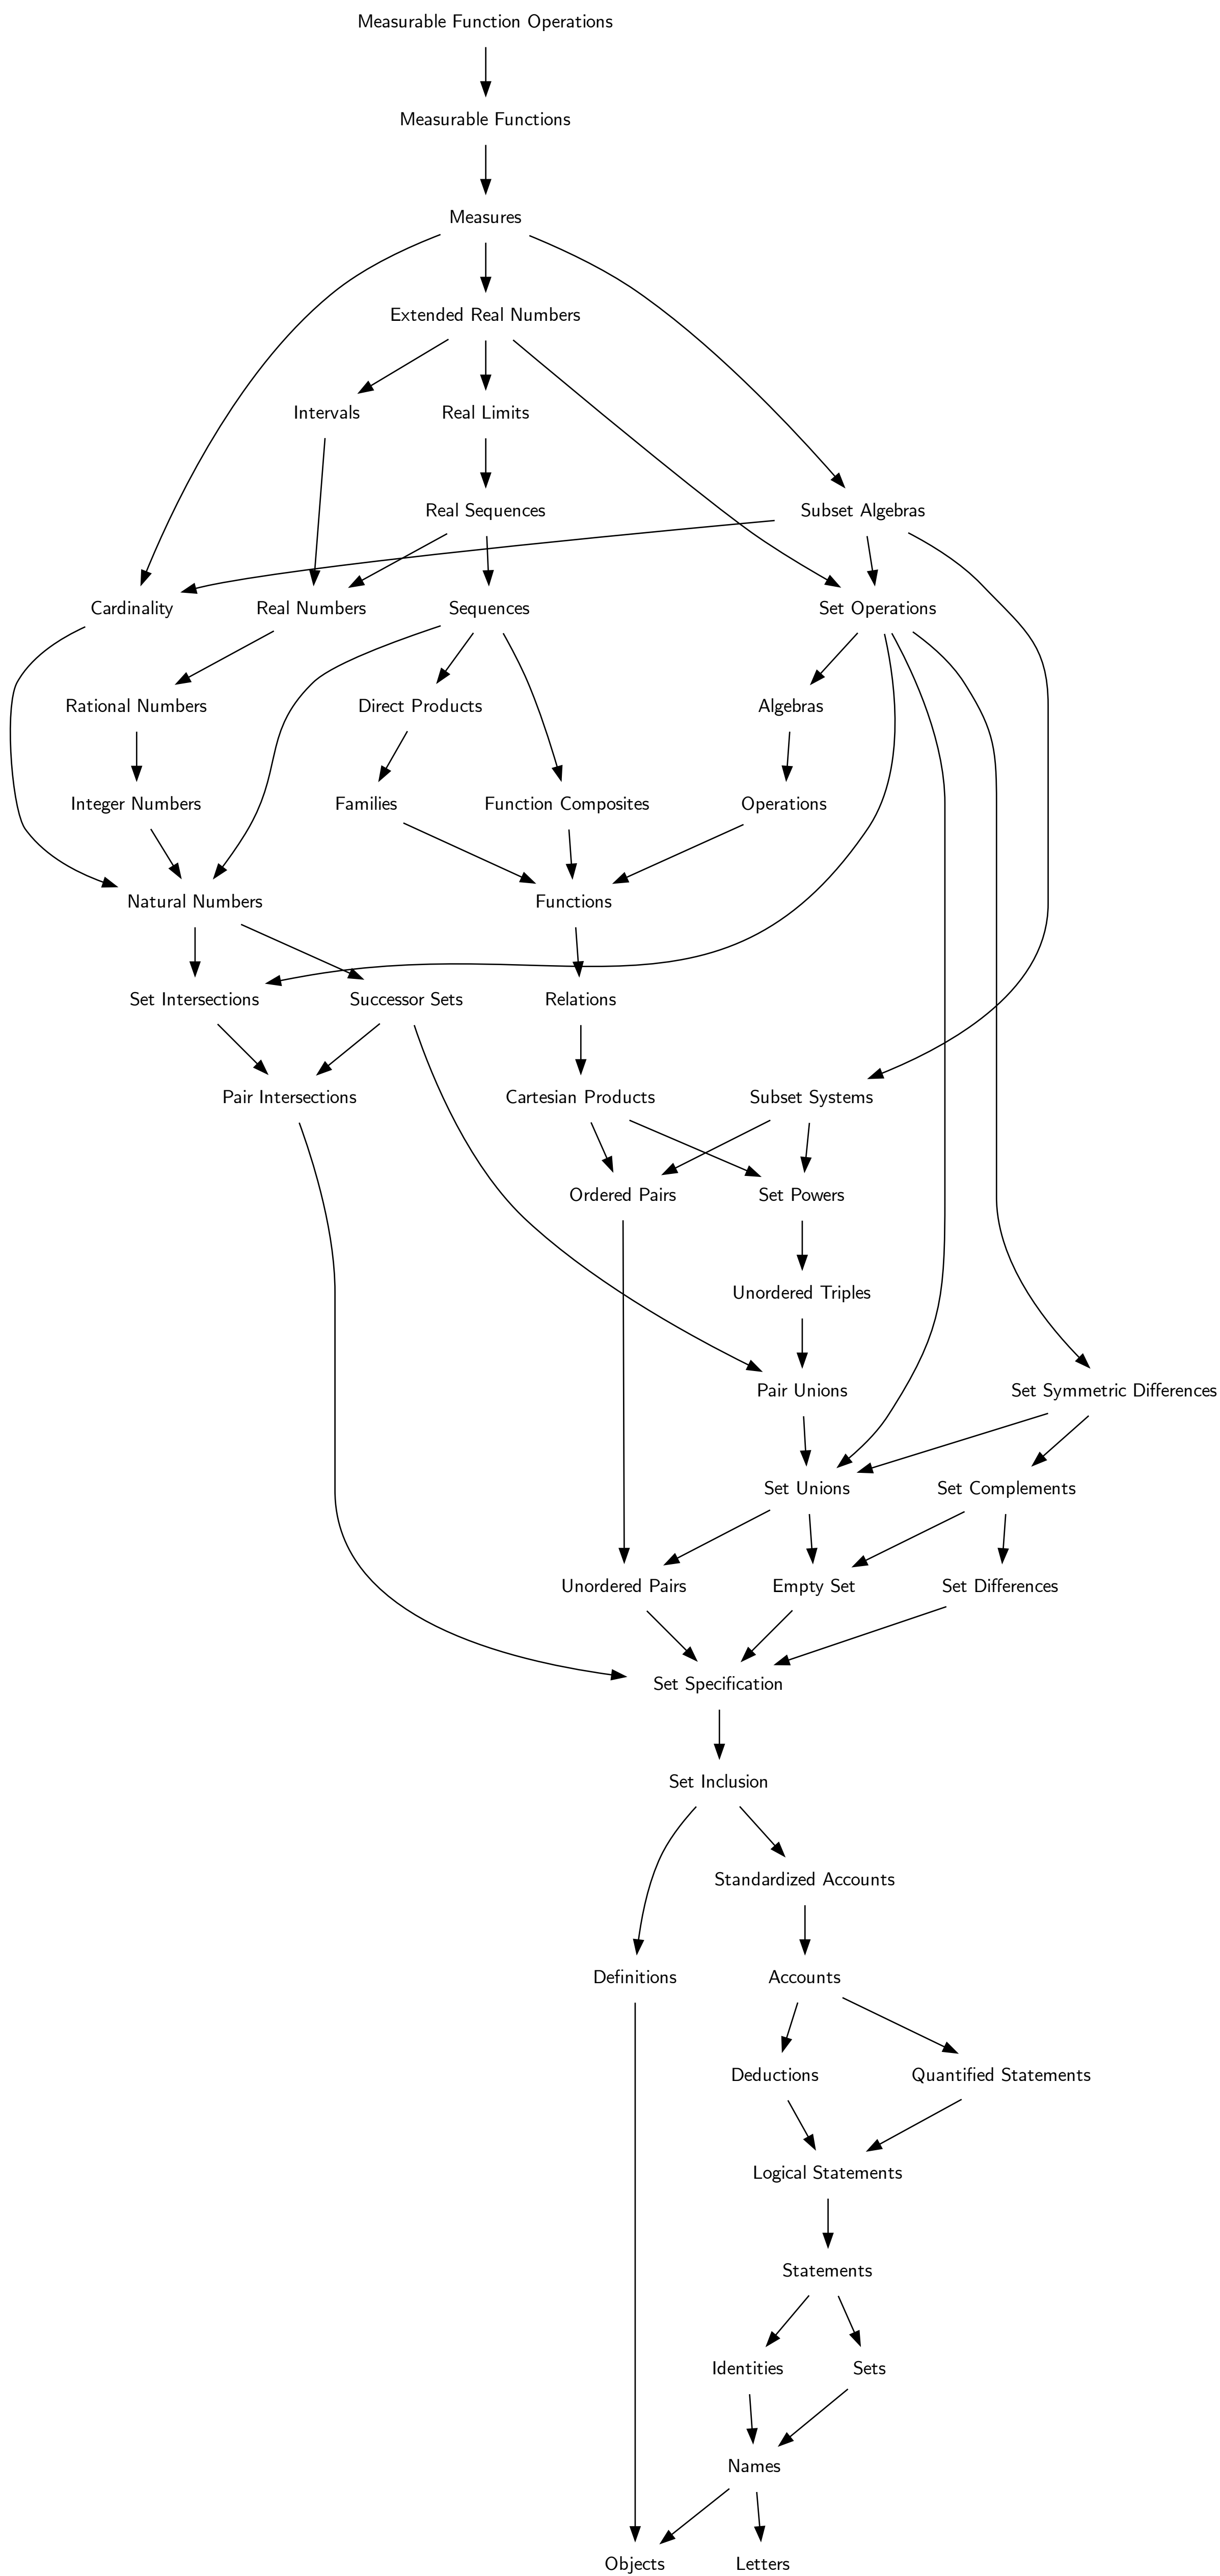 Measurable Function Operations
Measurable Functions
Measures
Extended Real Numbers
Intervals
Real Limits
Real Sequences
Subset Algebras
Cardinality
Real Numbers
Sequences
Set Operations
Rational Numbers
Direct Products
Algebras
Integer Numbers
Families
Function Composites
Operations
Natural Numbers
Functions
Set Intersections
Successor Sets
Relations
Pair Intersections
Cartesian Products
Subset Systems
Ordered Pairs
Set Powers
Unordered Triples
Pair Unions
Set Symmetric Differences
Set Unions
Set Complements
Unordered Pairs
Empty Set
Set Differences
Set Specification
Set Inclusion
Standardized Accounts
Definitions
Accounts
Deductions
Quantified Statements
Logical Statements
Statements
Identities
Sets
Names
Objects
Letters